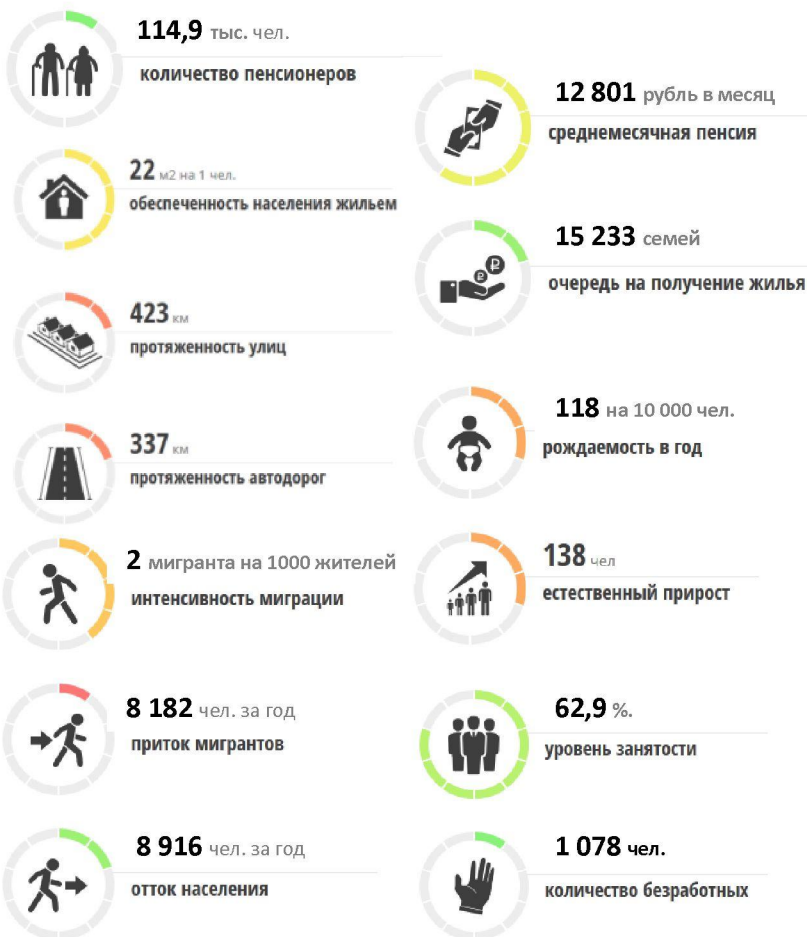 114,9 тыс. чел.
количество пенсионеров
22 м2 на 1 чел.
обеспеченность населения жильем
423 км
протяженность улиц
337 км
протяженность автодорог
2 мигранта на 1000 жителей
интенсивность миграции
8 182 чел. за год
приток мигрантов
8 916 чел. за год
отток населения
12 801 рубль в месяц
среднемесячная пенсия
15 233 семей
очередь на получение жилья
118 на 10 000 чел.
рождаемость в год
138 чел
естественный прирост
62,9 %.
уровень занятости
1 078 чел.
количество безработных